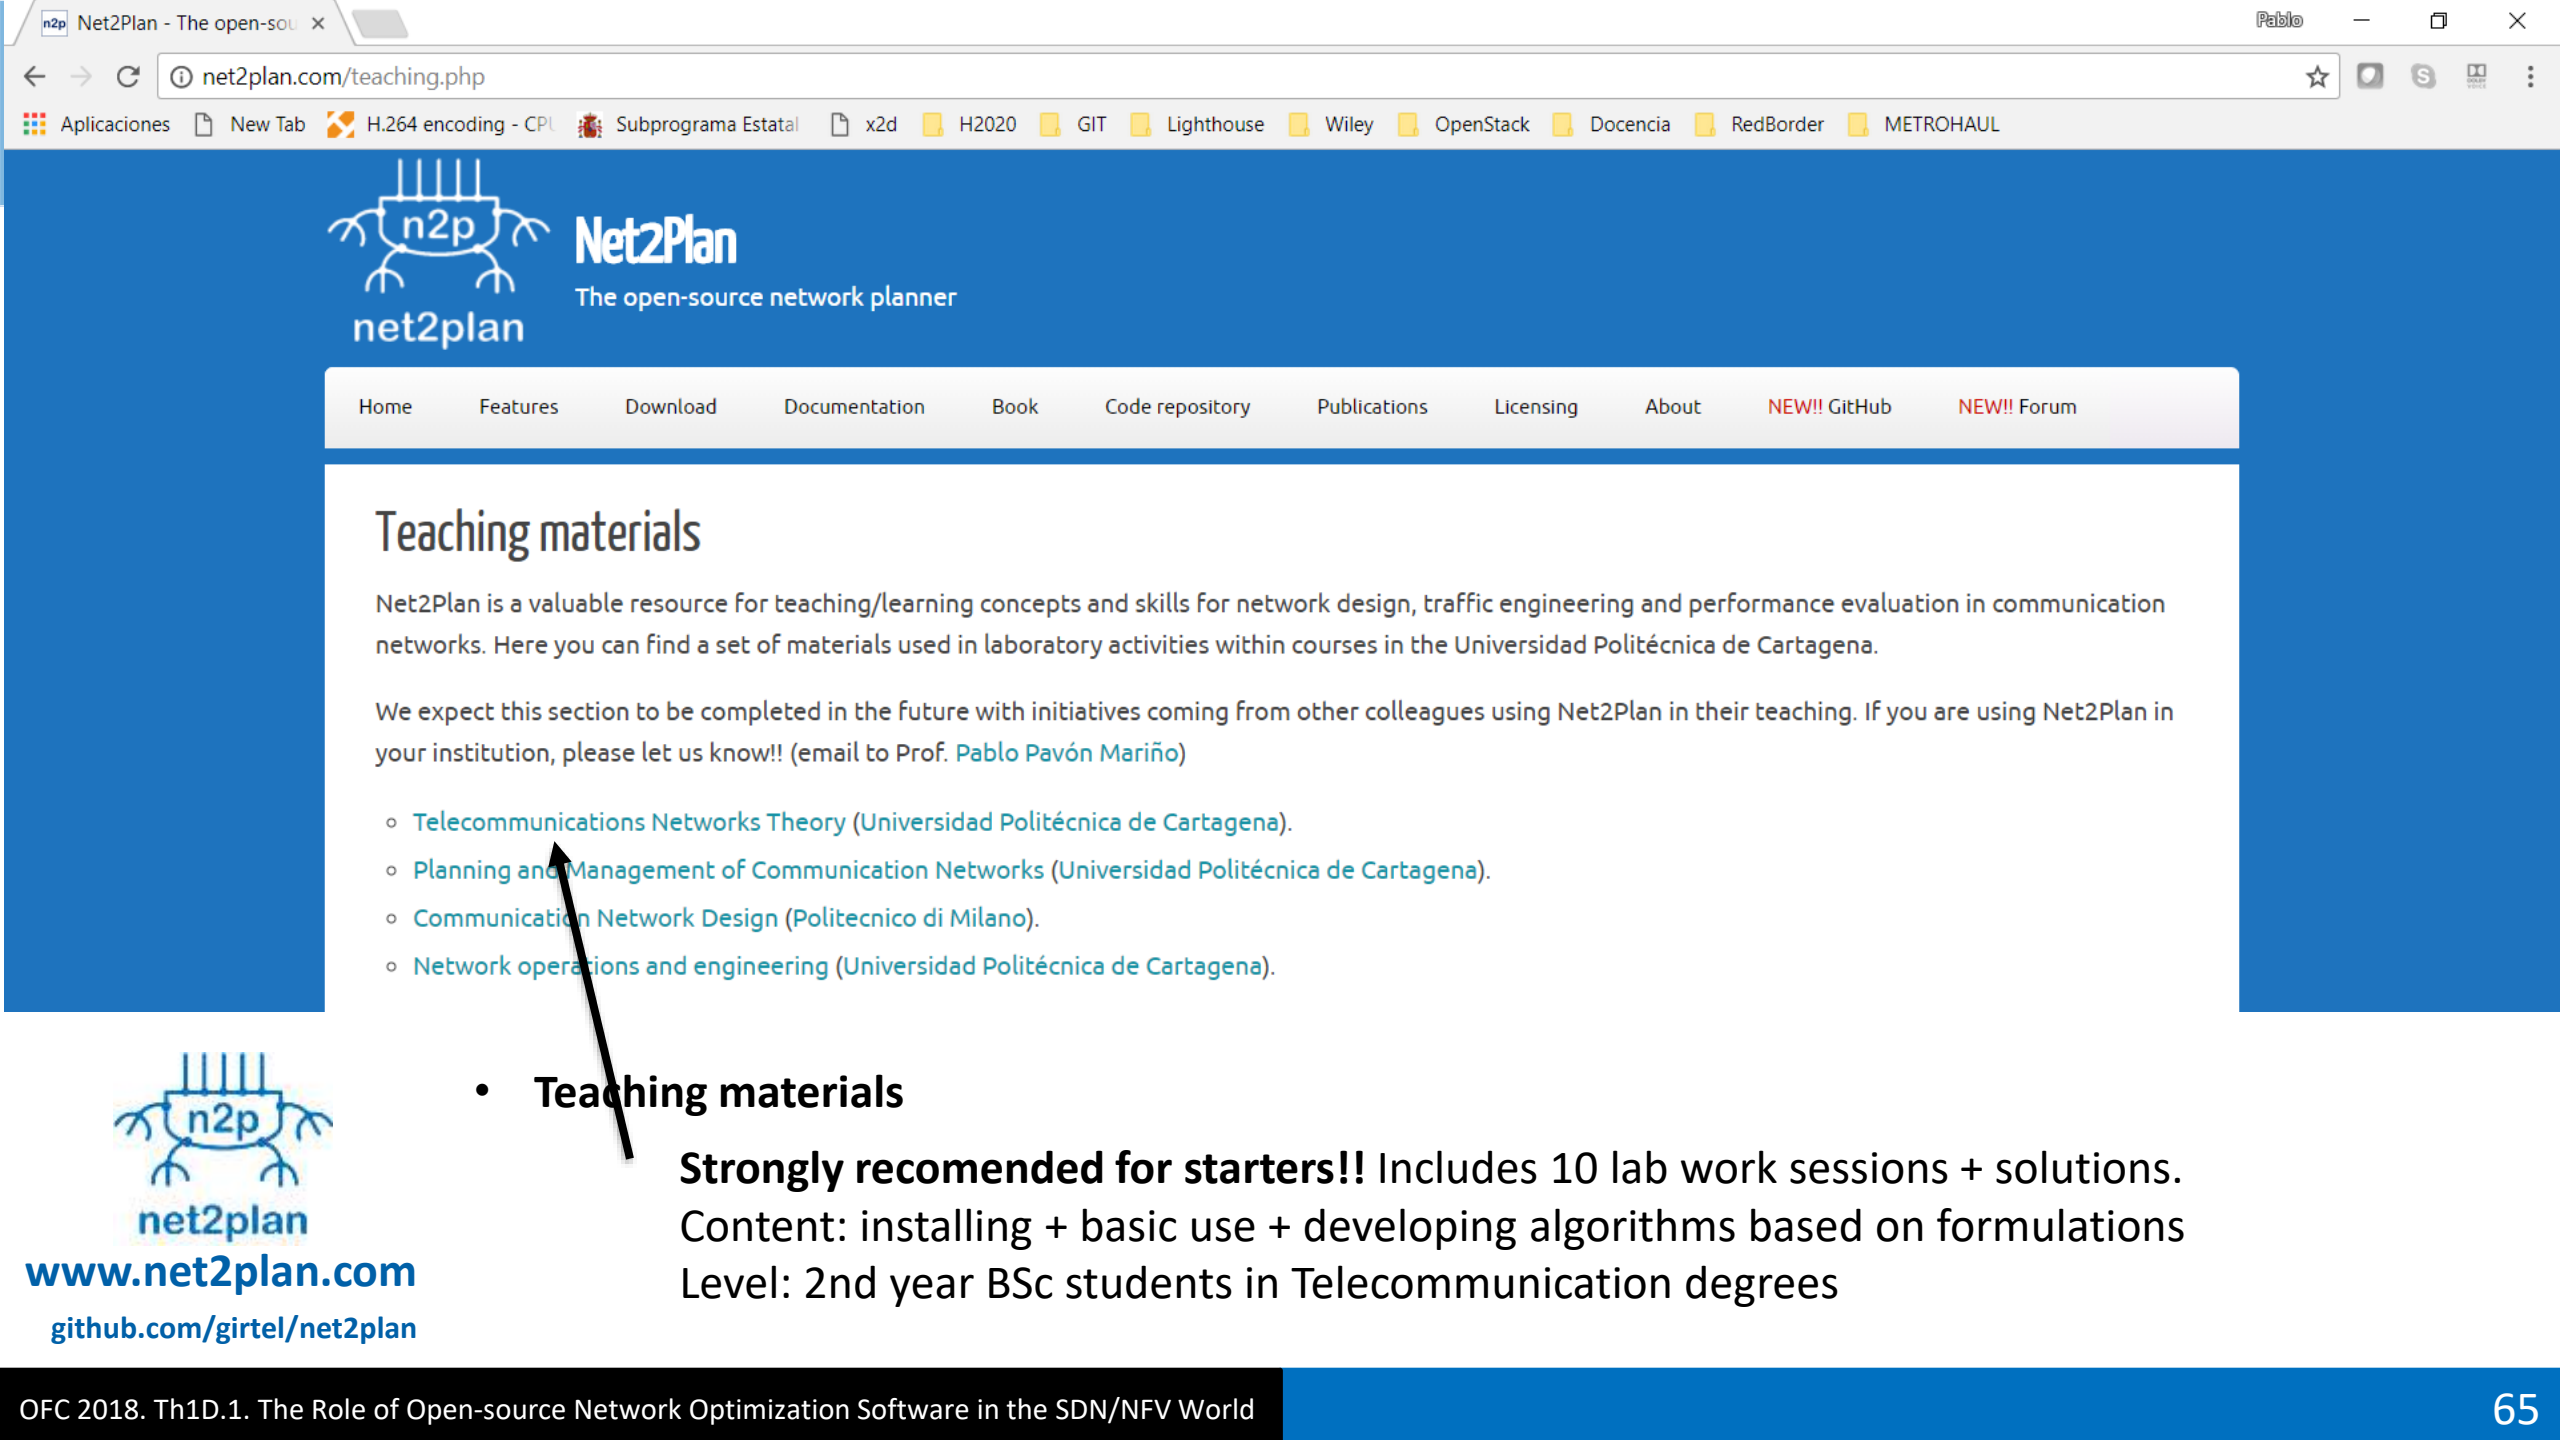 n2p Net2Plan - The open-sou
Pablo
net2plan.com/teaching.php
Aplicaciones New Tab H.264 encoding - CPU Subprograma Estatal x2d H2020 GIT Lighthouse Wiley OpenStack Docencia RedBorder METROHAUL
n2p
net2plan
Net2Plan
The open-source network planner
Home Features Download Documentation Book Code repository Publications Licensing About NEW!! GitHub NEW!! Forum
Teaching materials
Net2Plan is a valuable resource for teaching/learning concepts and skills for network design, traffic engineering and performance evaluation in communication
networks. Here you can find a set of materials used in laboratory activities within courses in the Universidad Politécnica de Cartagena.
We expect this section to be completed in the future with initiatives coming from other colleagues using Net2Plan in their teaching. If you are using Net2Plan in
your institution, please let us know!! (email to Prof. Pablo Pavón Mariño)
Telecommunications Networks Theory (Universidad Politécnica de Cartagena).
Planning and Management of Communication Networks (Universidad Politécnica de Cartagena).
Communication Network Design (Politecnico di Milano).
Network operations and engineering (Universidad Politécnica de Cartagena).
n2p
net2plan
www.net2plan.com
github.com/girtel/net2plan
• Teaching materials
Strongly recomended for starters!! Includes 10 lab work sessions + solutions.
Content: installing + basic use + developing algorithms based on formulations
Level: 2nd year BSc students in Telecommunication degrees
OFC 2018. Th1D.1. The Role of Open-source Network Optimization Software in the SDN/NFV World
65